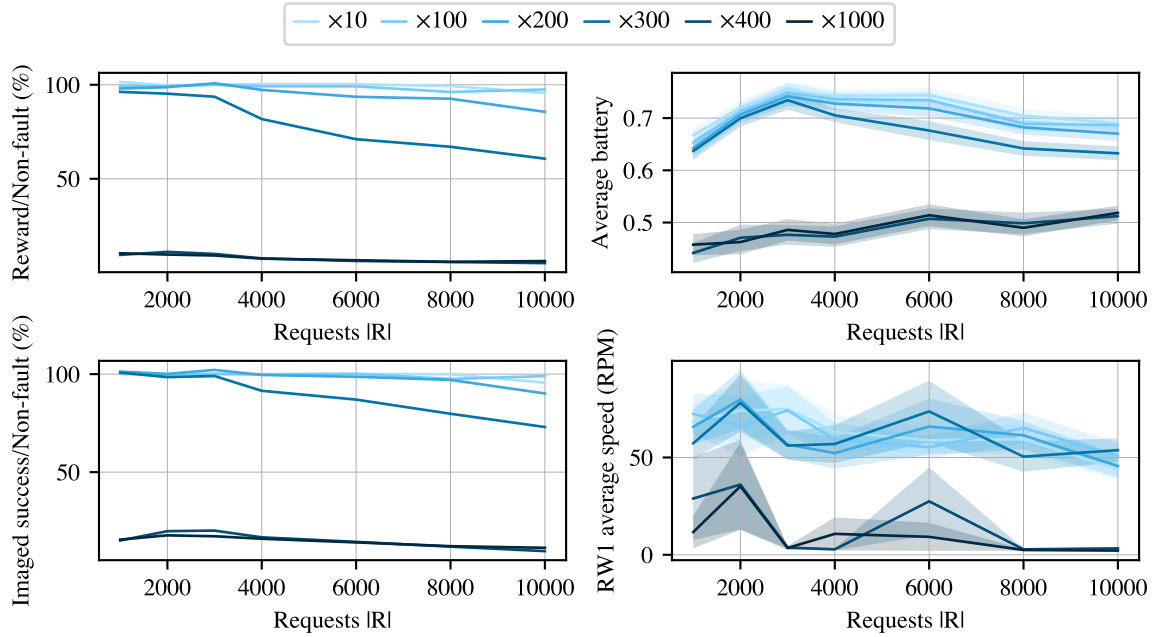 ×10 ×100 ×200 ×300 ×400 ×1000
Reward/Non-fault (%)
100
50
2000 4000 6000 8000 10000
Requests |R|
Average battery
0.7
0.6
0.5
2000 4000 6000 8000 10000
Requests |R|
Imaged success/Non-fault (%)
100
50
2000 4000 6000 8000 10000
Requests |R|
RW1 average speed (RPM)
50
0
2000 4000 6000 8000 10000
Requests |R|